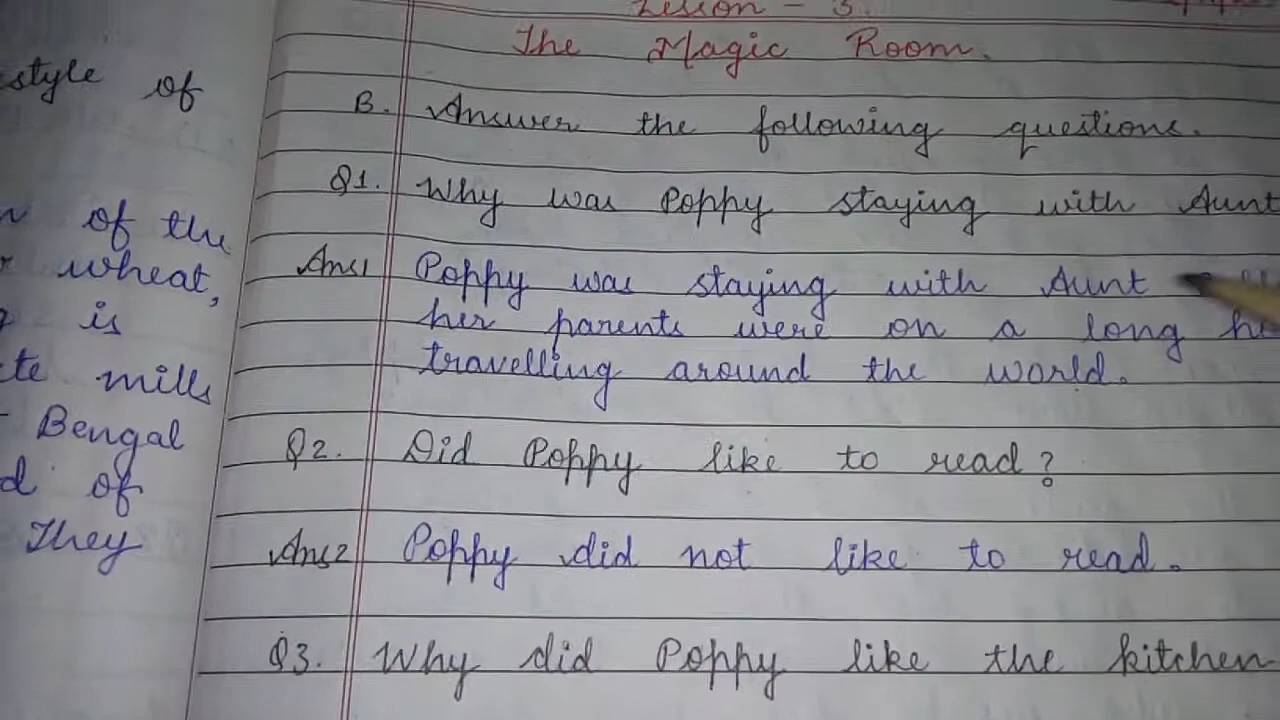 style of
of the
wheat,
is
te mills
Bengal
d of
They
Lesson - 3
The Magic Room.
B. Answer the following questions.
Q1. Why was Poppy staying with Aunt
Ans1 Poppy was staying with Aunt
her parents were on a long
travelling around the world.
Q2. Did Poppy like to read?
Ans2 Poppy did not like to read.
Q3. Why did Poppy like the kitchen